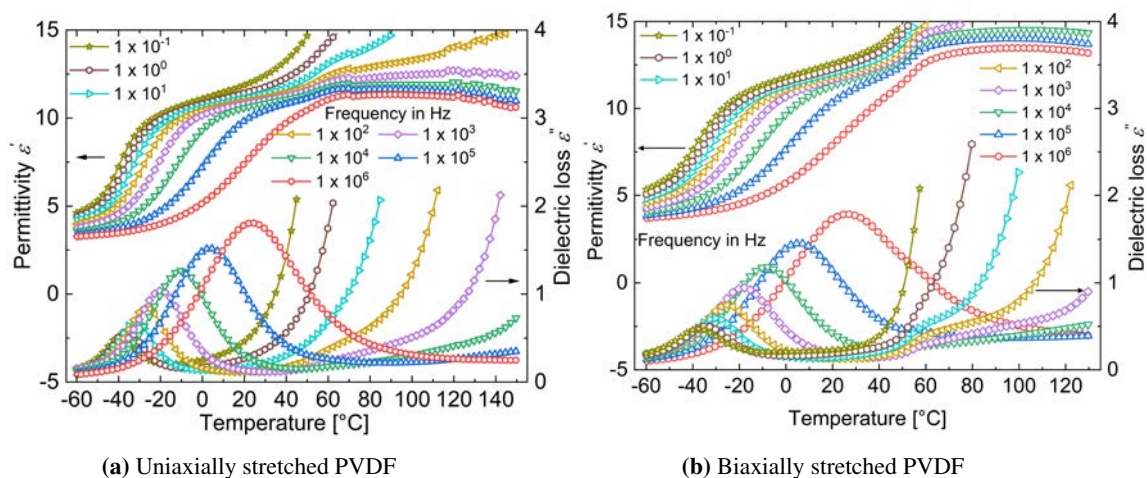 (a)
15
10
5
0
-5
Permittivity ε'
1 x 10⁻¹
1 x 10⁰
1 x 10¹
Frequency in Hz
1 x 10²
1 x 10³
1 x 10⁴
1 x 10⁵
1 x 10⁶
4
3
2
1
0
Dielectric loss ε"
-60 -40 -20 0 20 40 60 80 100 120 140
Temperature [°C]
(a) Uniaxially stretched PVDF
b)
15
10
5
0
-5
Permitivity ε'
1 x 10⁻¹
1 x 10⁰
1 x 10¹
1 x 10²
1 x 10³
1 x 10⁴
1 x 10⁵
1 x 10⁶
Frequency in Hz
4
3
2
1
0
Dielectric loss ε"
-60 -40 -20 0 20 40 60 80 100 120
Temperature [°C]
(b) Biaxially stretched PVDF